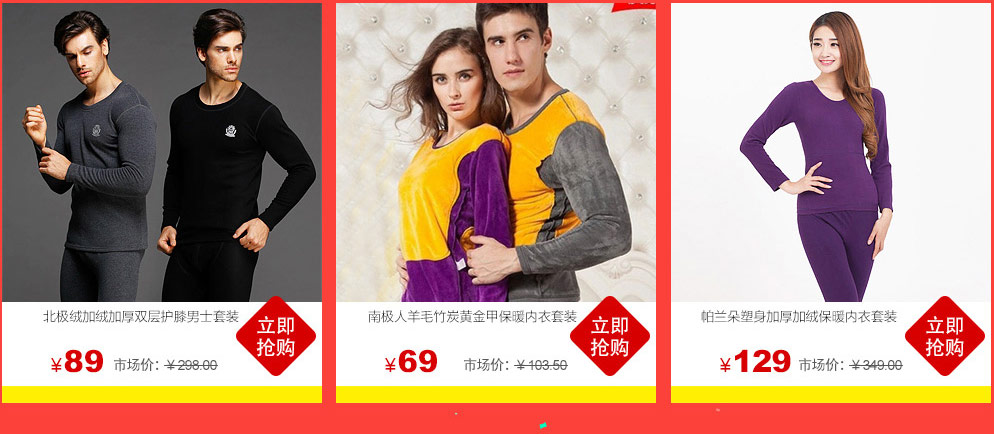 北极绒加绒加厚双层护膝男士套装
¥89 市场价：¥298.00
立即
抢购
南极人羊毛竹炭黄金甲保暖内衣套装
¥69 市场价：¥103.50
立即
抢购
帕兰朵塑身加厚加绒保暖内衣套装
¥129 市场价：¥349.00
立即
抢购